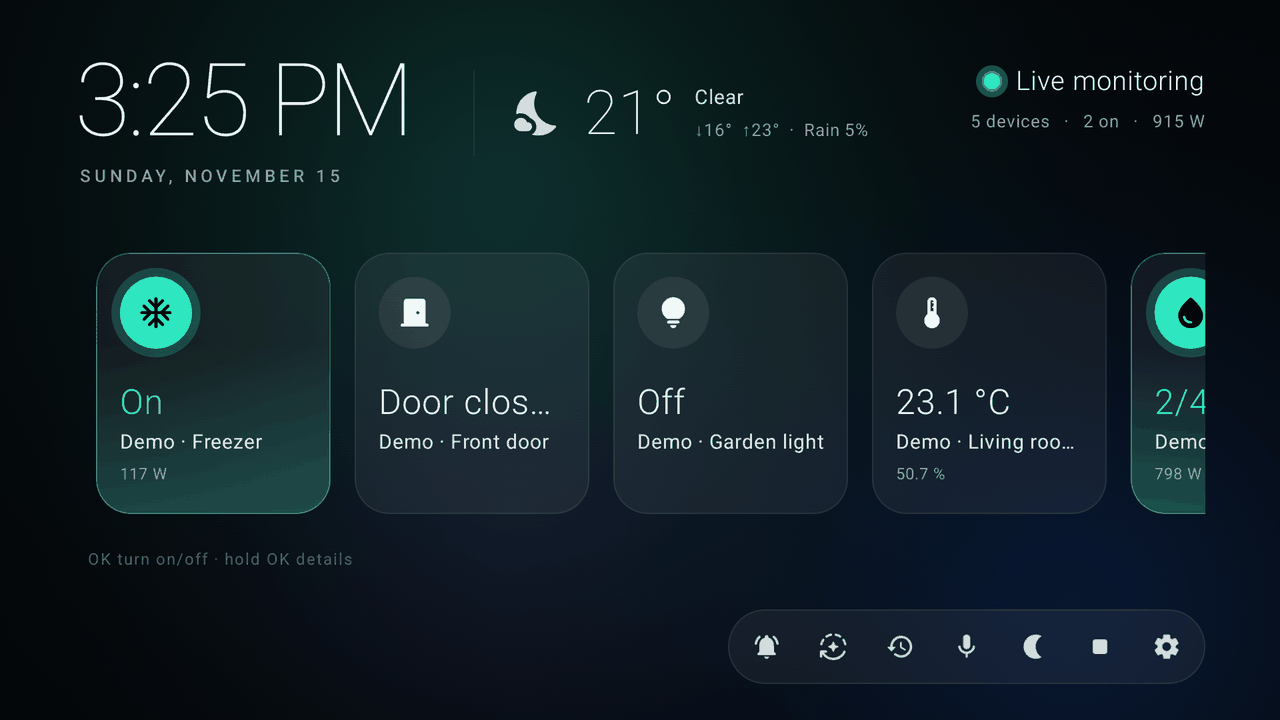 3:25 PM
SUNDAY, NOVEMBER 15
21°
Clear
↓16° ↑23° · Rain 5%
Live monitoring
5 devices · 2 on · 915 W
On
Demo · Freezer
117 W
Door clos...
Demo · Front door
Off
Demo · Garden light
23.1 °C
Demo · Living roo...
50.7 %
2/4
Demo
798 W
OK turn on/off · hold OK details